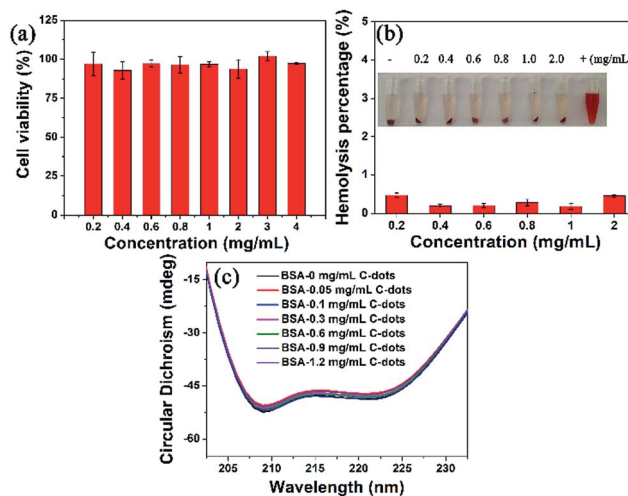 (a)
Cell viability (%)
125
100
75
50
25
0
0.2 0.4 0.6 0.8 1 2 3 4
Concentration (mg/mL)
(b)
Hemolysis percentage (%)
5
4
3
2
1
0
- 0.2 0.4 0.6 0.8 1.0 2.0 + (mg/mL)
0.2 0.4 0.6 0.8 1 2
Concentration (mg/mL)
(c)
Circular Dichroism (mdeg)
-15
-30
-45
-60
BSA-0 mg/mL C-dots
BSA-0.05 mg/mL C-dots
BSA-0.1 mg/mL C-dots
BSA-0.3 mg/mL C-dots
BSA-0.6 mg/mL C-dots
BSA-0.9 mg/mL C-dots
BSA-1.2 mg/mL C-dots
205 210 215 220 225 230
Wavelength (nm)